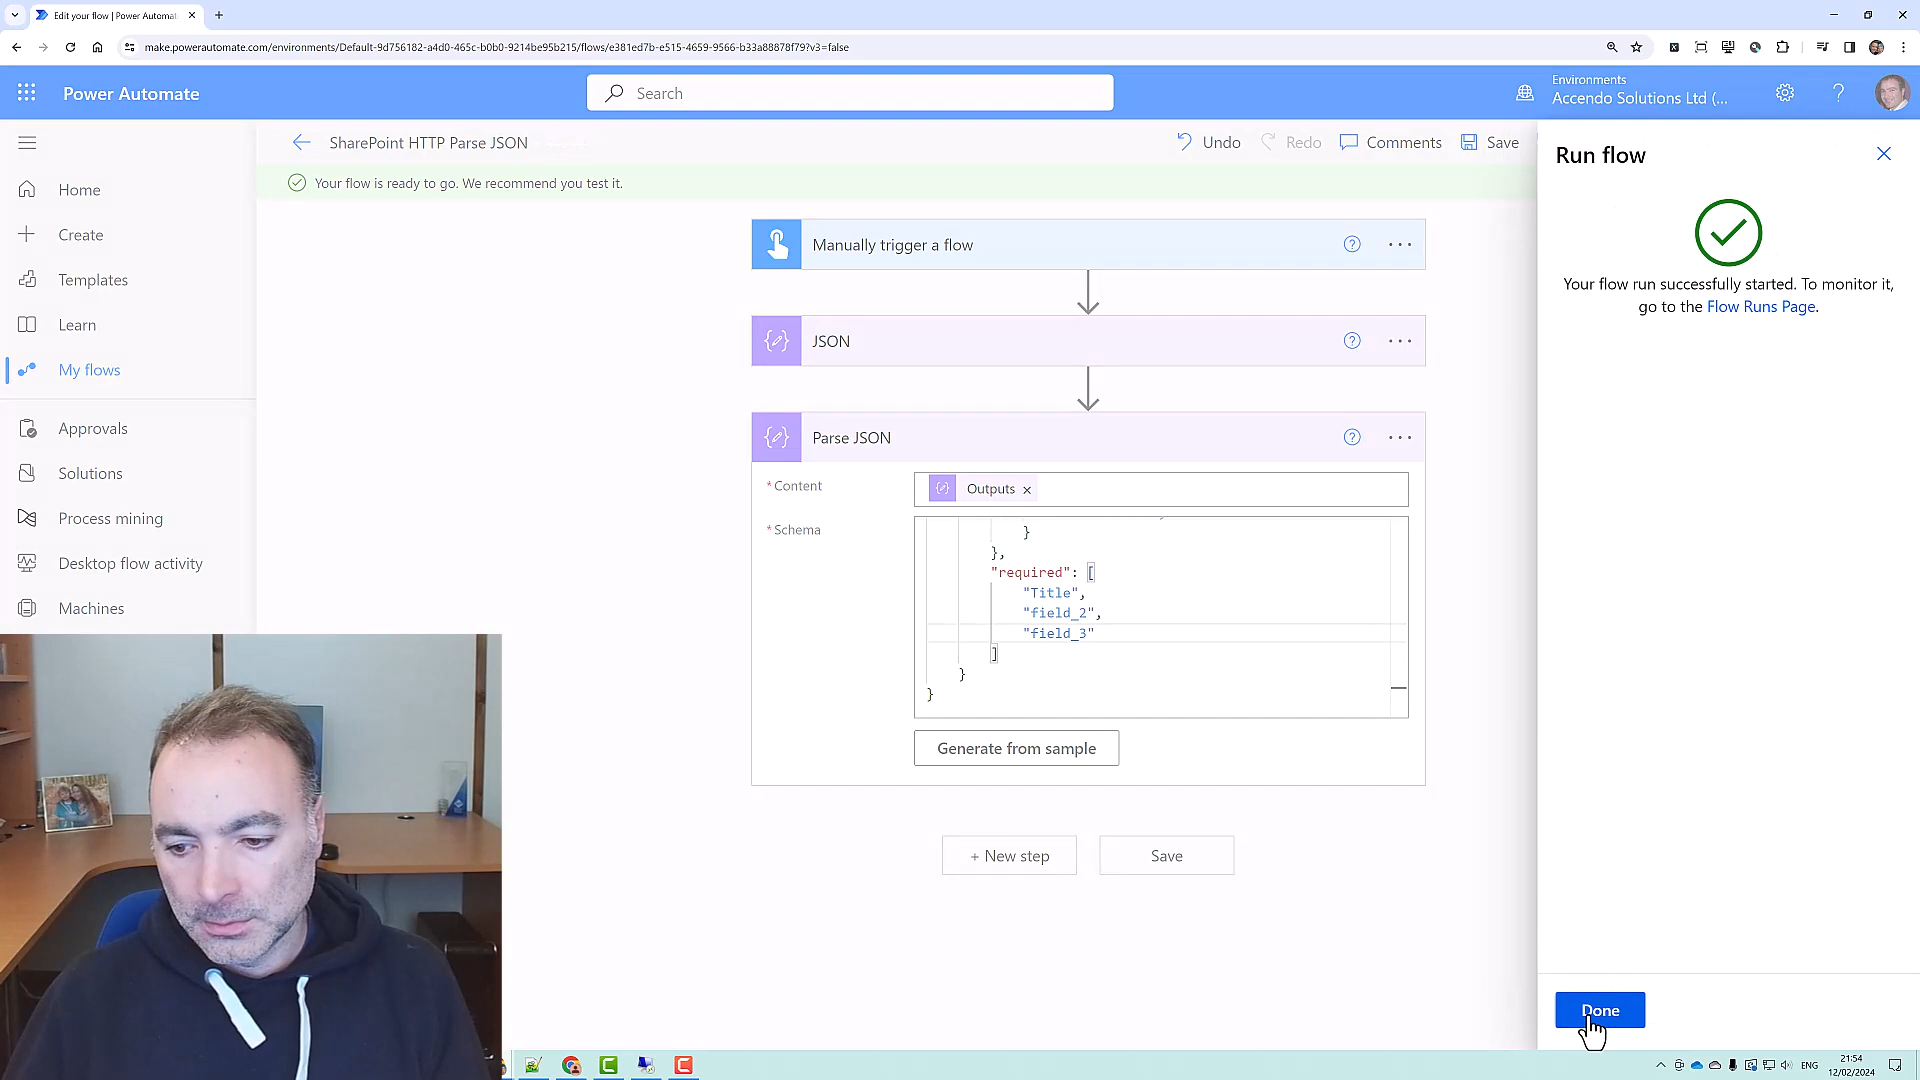 Edit your flow | Power Automat
make.powerautomate.com/environments/Default-9d756182-a4d0-465c-b0b0-9214be95b215/flows/e381ed7b-e515-4659-9566-b33a88878f79?v3=false
Power Automate
Search
Environments
Accendo Solutions Ltd (...
SharePoint HTTP Parse JSON
Undo
Redo
Comments
Save
Your flow is ready to go. We recommend you test it.
Home
Create
Templates
Learn
My flows
Approvals
Solutions
Process mining
Desktop flow activity
Machines
Manually trigger a flow
JSON
Parse JSON
* Content
Outputs ×
* Schema
}
},
"required": [
"Title",
"field_2",
"field_3"
]
}
}
Generate from sample
+ New step
Save
Run flow
Your flow run successfully started. To monitor it,
go to the Flow Runs Page.
Done
ENG
21:54
12/02/2024